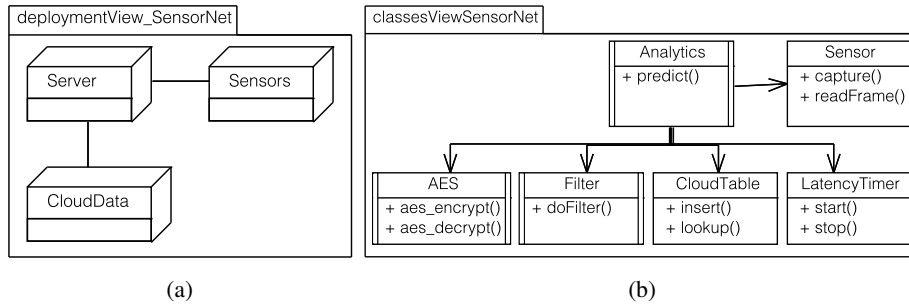 deploymentView_SensorNet
Server
Sensors
CloudData
(a)
classesViewSensorNet
Analytics
+ predict()
Sensor
+ capture()
+ readFrame()
AES
+ aes_encrypt()
+ aes_decrypt()
Filter
+ doFilter()
CloudTable
+ insert()
+ lookup()
LatencyTimer
+ start()
+ stop()
(b)